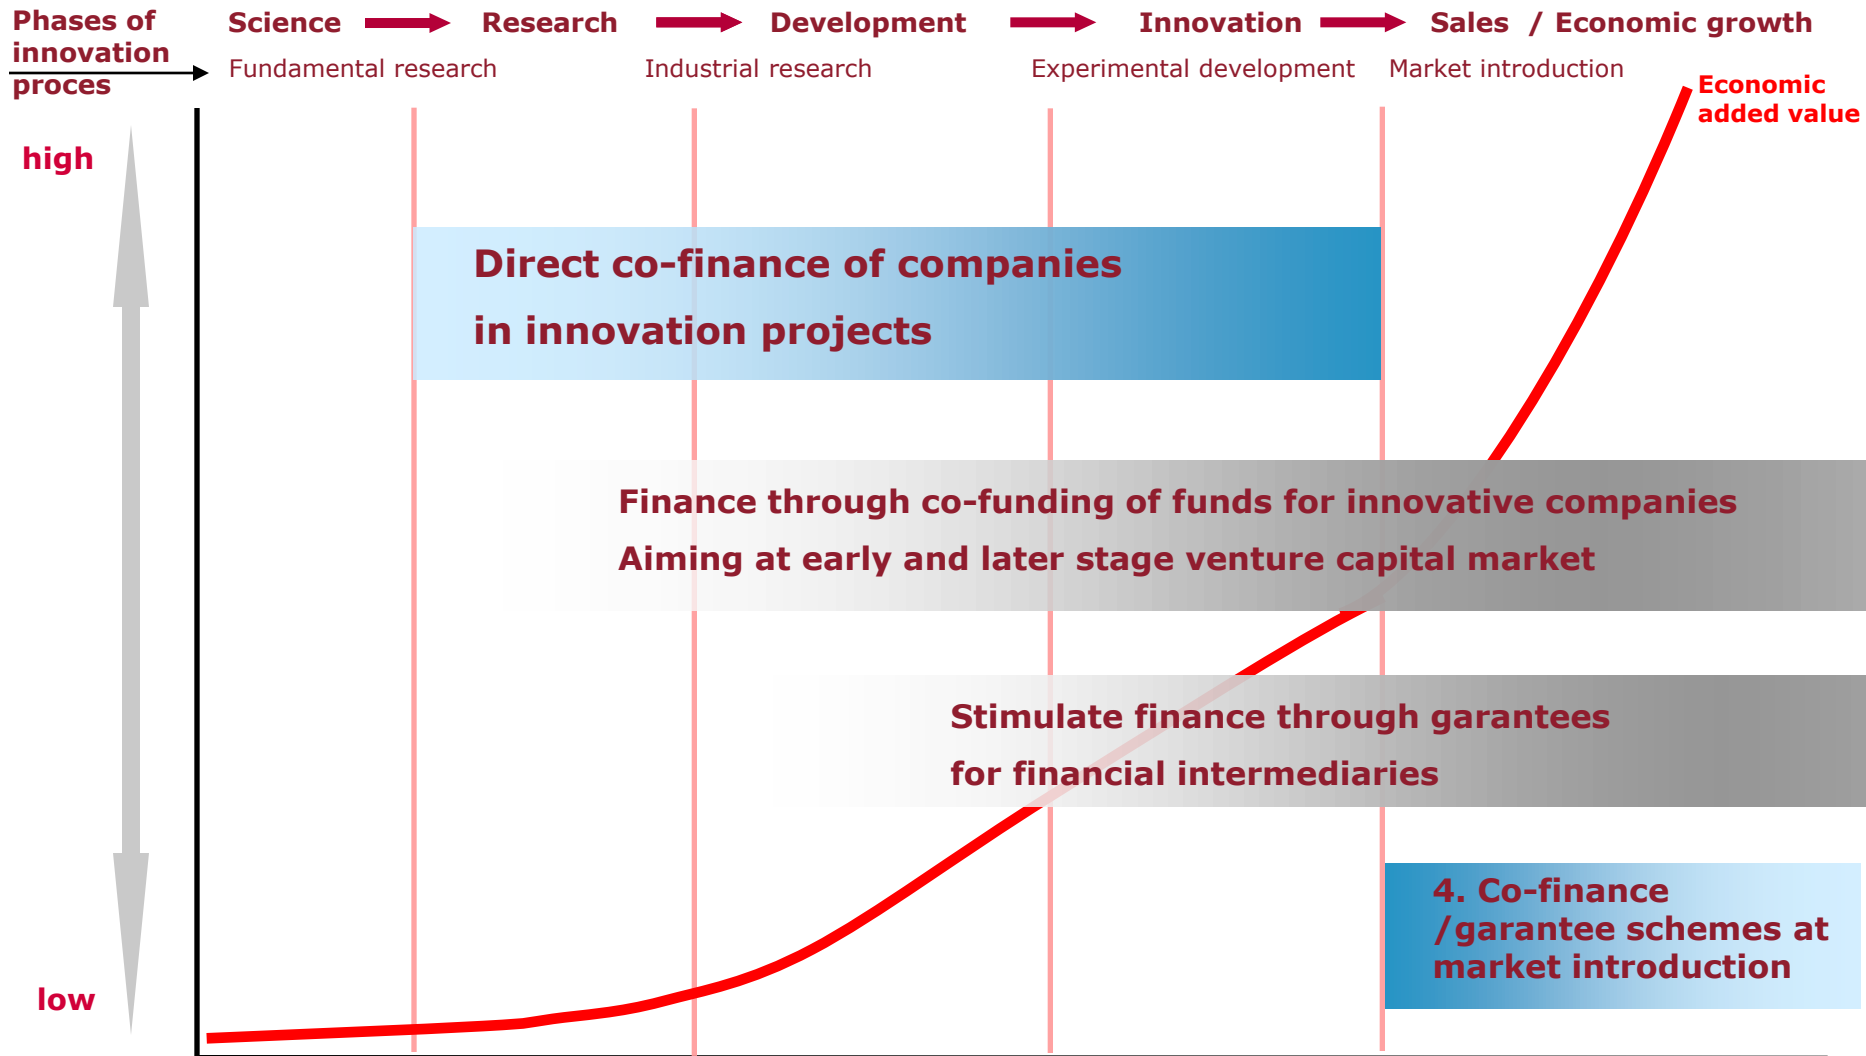 Phases of
innovation
proces
Science
Research
Development
Innovation
Sales / Economic growth
Fundamental research
Industrial research
Experimental development
Market introduction
Economic
added value
high
Direct co-finance of companies
in innovation projects
Finance through co-funding of funds for innovative companies
Aiming at early and later stage venture capital market
Stimulate finance through garantees
for financial intermediaries
4. Co-finance
/garantee schemes at
market introduction
low